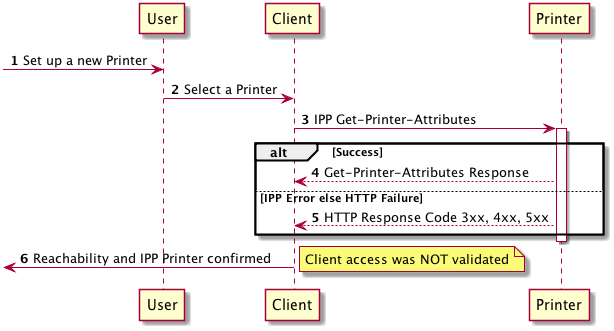 User Client Printer
1 Set up a new Printer
2 Select a Printer
3 IPP Get-Printer-Attributes
alt [Success]
4 Get-Printer-Attributes Response
[IPP Error else HTTP Failure]
5 HTTP Response Code 3xx, 4xx, 5xx
6 Reachability and IPP Printer confirmed Client access was NOT validated
User Client Printer